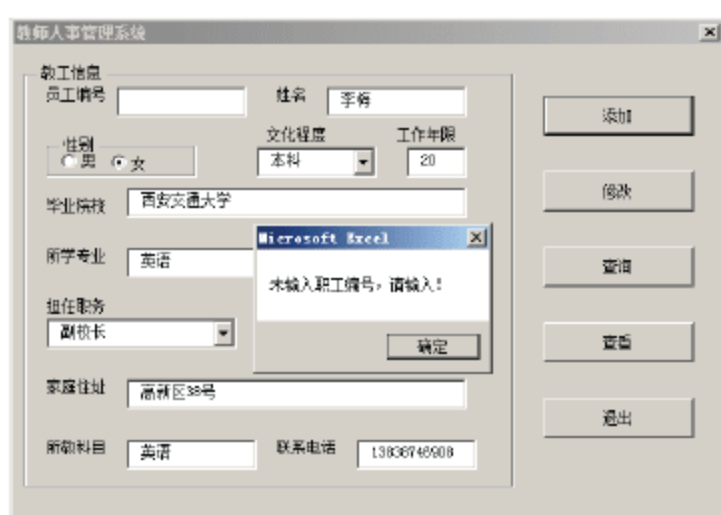 教师人事管理系统
教工信息
员工编号 姓名 李梅
性别 文化程度 工作年限
男 女 本科 20
毕业院校 西安交通大学
Microsoft Excel
所学专业 英语
未输入职工编号，请输入！
担任职务
副校长
确定
家庭住址 高新区38号
所教科目 英语 联系电话
添加
修改
查询
查看
退出